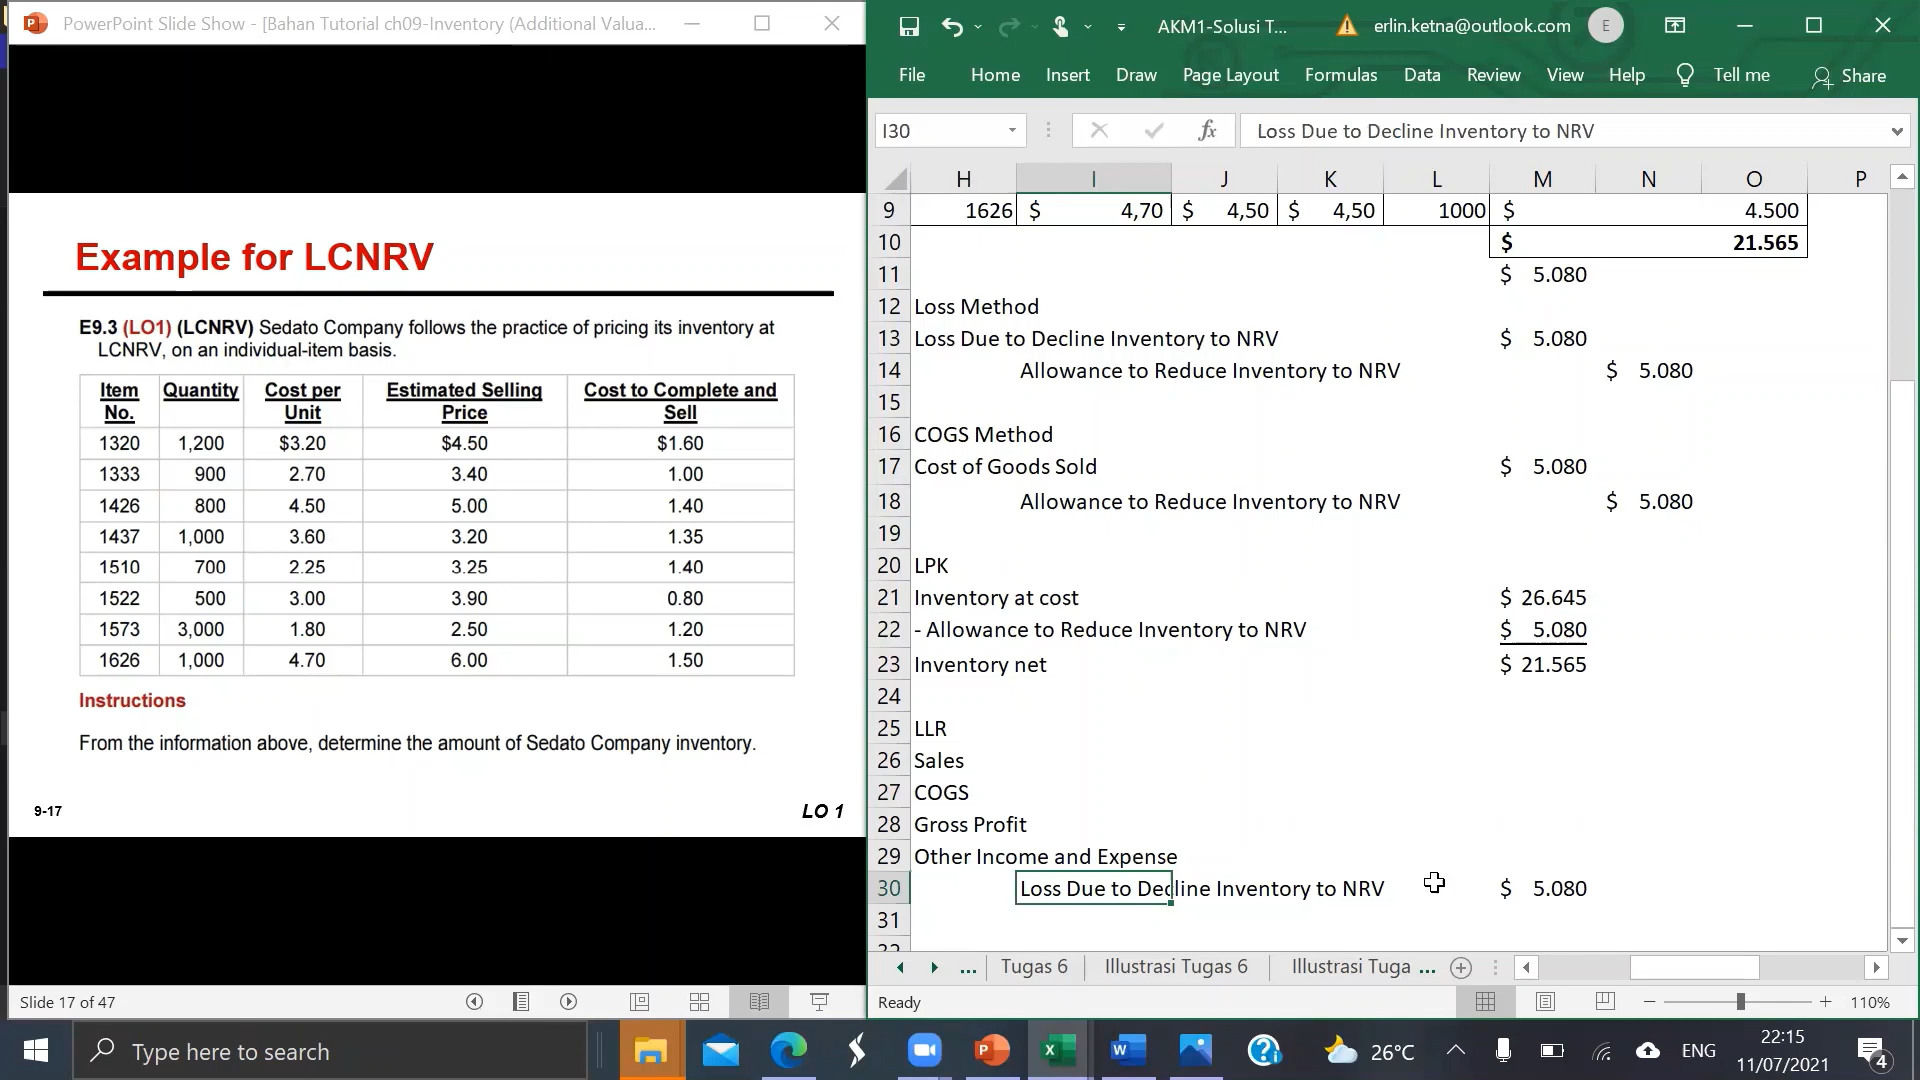 PowerPoint Slide Show - [Bahan Tutorial ch09-Inventory (Additional Valua...
Example for LCNRV
E9.3 (LO1) (LCNRV) Sedato Company follows the practice of pricing its inventory at
LCNRV, on an individual-item basis.
Item No. Quantity Cost per Unit Estimated Selling Price Cost to Complete and Sell
1320 1,200 $3.20 $4.50 $1.60
1333 900 2.70 3.40 1.00
1426 800 4.50 5.00 1.40
1437 1,000 3.60 3.20 1.35
1510 700 2.25 3.25 1.40
1522 500 3.00 3.90 0.80
1573 3,000 1.80 2.50 1.20
1626 1,000 4.70 6.00 1.50
Instructions
From the information above, determine the amount of Sedato Company inventory.
9-17 LO 1
Slide 17 of 47
AKM1-Solusi T... erlin.ketna@outlook.com E
File Home Insert Draw Page Layout Formulas Data Review View Help Tell me Share
I30 fx Loss Due to Decline Inventory to NRV
H I J K L M N O P
9 1626 $ 4,70 $ 4,50 $ 4,50 1000 $ 4.500
10 $ 21.565
11 $ 5.080
12 Loss Method
13 Loss Due to Decline Inventory to NRV $ 5.080
14 Allowance to Reduce Inventory to NRV $ 5.080
15
16 COGS Method
17 Cost of Goods Sold $ 5.080
18 Allowance to Reduce Inventory to NRV $ 5.080
19
20 LPK
21 Inventory at cost $ 26.645
22 - Allowance to Reduce Inventory to NRV $ 5.080
23 Inventory net $ 21.565
24
25 LLR
26 Sales
27 COGS
28 Gross Profit
29 Other Income and Expense
30 Loss Due to Decline Inventory to NRV $ 5.080
31
... Tugas 6 Illustrasi Tugas 6 Illustrasi Tuga ...
Ready 110%
Type here to search 26°C ENG 22:15
11/07/2021 4